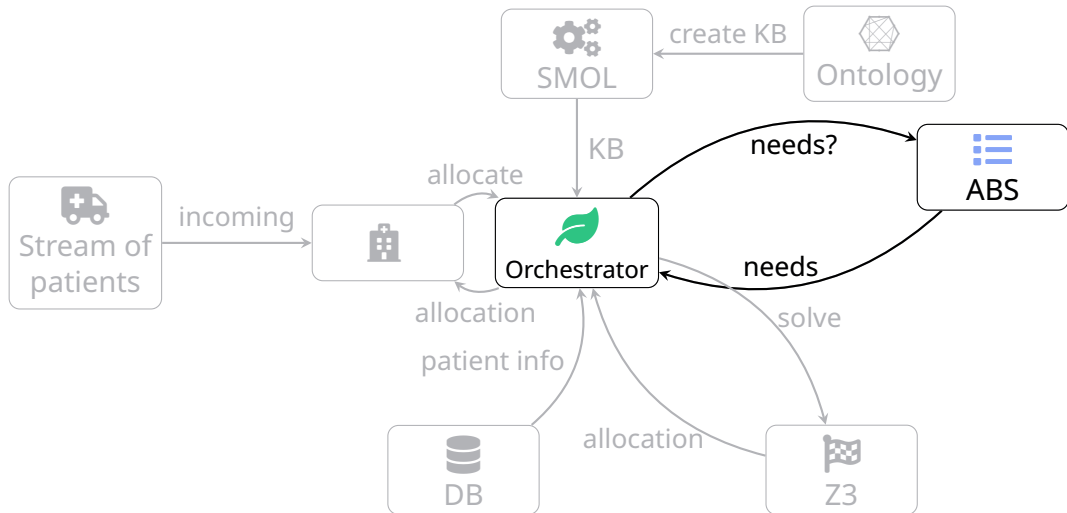 create KB
SMOL
Ontology
needs?
KB
ABS
allocate
incoming
Stream of
patients
Orchestrator
needs
allocation
solve
patient info
allocation
DB
Z3